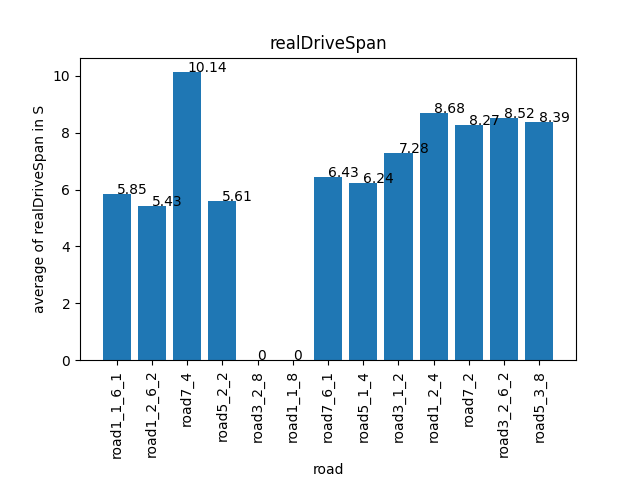 realDriveSpan
average of realDriveSpan in S
10
8
6
4
2
0
5.85
5.43
10.14
5.61
0
0
6.43
6.24
7.28
8.68
8.27
8.52
8.39
road1_1_6_1
road1_2_6_2
road7_4
road5_2_2
road3_2_8
road1_1_8
road7_6_1
road5_1_4
road3_1_2
road1_2_4
road7_2
road3_2_6_2
road5_3_8
road